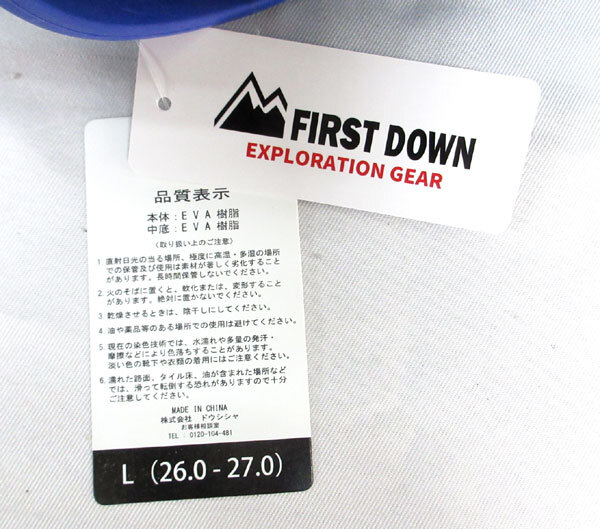 FIRST DOWN
EXPLORATION GEAR
品質表示
本体：ＥＶＡ樹脂
中底：ＥＶＡ樹脂
〈取り扱い上のご注意〉
1. 直射日光の当る場所、極度に高温・多湿の場所
での保管及び使用は素材が著しく劣化すること
があります。長時間保管しないでください。
2. 火のそばに置くと、軟化または、変形すること
があります。絶対に置かないでください。
3. 乾燥させるときは、陰干しにしてください。
4. 油や薬品等のある場所での使用は避けてください。
5. 現在の染色技術では、水濡れや多量の発汗・
摩擦などにより色落ちすることがあります。
淡い色の靴下や衣類の着用にはご注意ください。
6. 濡れた路面、タイル床、油が含まれた場所など
では、滑って転倒する恐れがありますので十分
ご注意してください。
MADE IN CHINA
株式会社　ドウシシャ
お客様相談室
TEL : 0120-104-481
L（26.0 - 27.0）